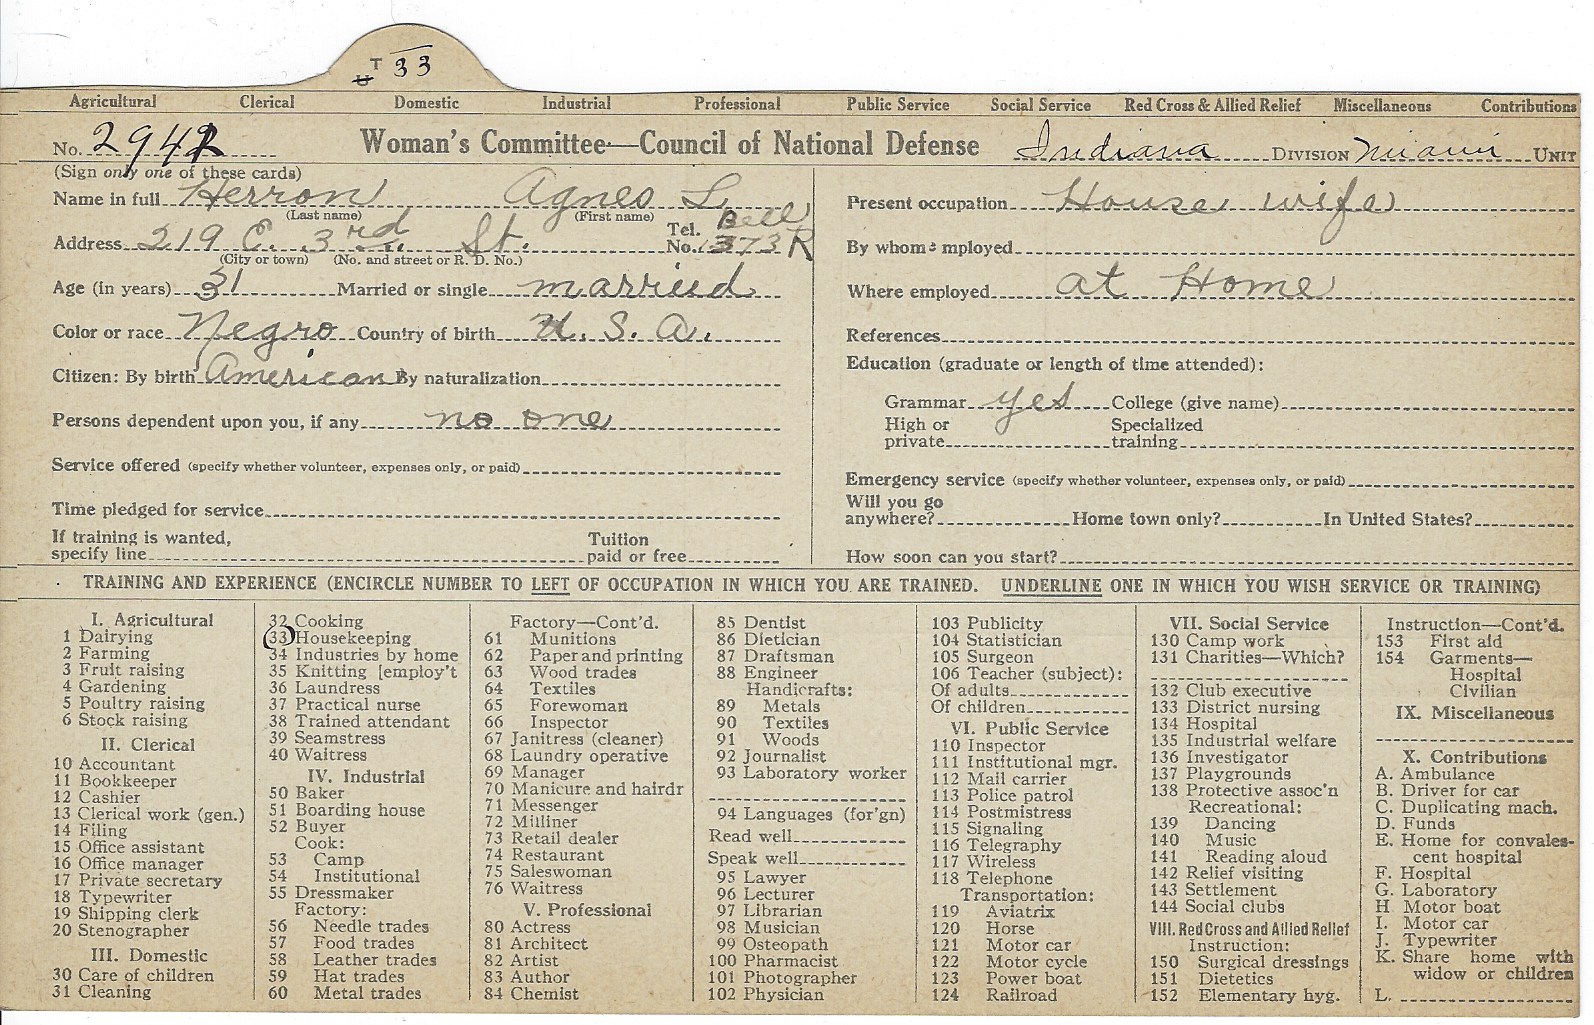 T U 33
Agricultural Clerical Domestic Industrial Professional Public Service Social Service Red Cross & Allied Relief Miscellaneous Contributions
No. 2942 Woman's Committee—Council of National Defense Indiana DIVISION Miami UNIT
(Sign only one of these cards)
Name in full Herron Agnes L
(Last name) (First name)
Address 219 E. 3rd St. Tel. No. Bell 1373 R
(City or town) (No. and street or R. D. No.)
Age (in years) 31 Married or single married
Color or race Negro Country of birth U. S. A.
Citizen: By birth American By naturalization
Persons dependent upon you, if any no one
Service offered (specify whether volunteer, expenses only, or paid)
Time pledged for service
If training is wanted,
specify line Tuition paid or free
Present occupation House wife
By whom employed
Where employed at Home
References
Education (graduate or length of time attended):
Grammar yes College (give name)
High or private Specialized training
Emergency service (specify whether volunteer, expenses only, or paid)
Will you go
anywhere? Home town only? In United States?
How soon can you start?
TRAINING AND EXPERIENCE (ENCIRCLE NUMBER TO LEFT OF OCCUPATION IN WHICH YOU ARE TRAINED. UNDERLINE ONE IN WHICH YOU WISH SERVICE OR TRAINING)
I. Agricultural
1 Dairying
2 Farming
3 Fruit raising
4 Gardening
5 Poultry raising
6 Stock raising
II. Clerical
10 Accountant
11 Bookkeeper
12 Cashier
13 Clerical work (gen.)
14 Filing
15 Office assistant
16 Office manager
17 Private secretary
18 Typewriter
19 Shipping clerk
20 Stenographer
III. Domestic
30 Care of children
31 Cleaning
32 Cooking
33 Housekeeping
34 Industries by home
35 Knitting [employ't
36 Laundress
37 Practical nurse
38 Trained attendant
39 Seamstress
40 Waitress
IV. Industrial
50 Baker
51 Boarding house
52 Buyer
Cook:
53 Camp
54 Institutional
55 Dressmaker
Factory:
56 Needle trades
57 Food trades
58 Leather trades
59 Hat trades
60 Metal trades
Factory—Cont'd.
61 Munitions
62 Paper and printing
63 Wood trades
64 Textiles
65 Forewoman
66 Inspector
67 Janitress (cleaner)
68 Laundry operative
69 Manager
70 Manicure and hairdr
71 Messenger
72 Milliner
73 Retail dealer
74 Restaurant
75 Saleswoman
76 Waitress
V. Professional
80 Actress
81 Architect
82 Artist
83 Author
84 Chemist
85 Dentist
86 Dietician
87 Draftsman
88 Engineer
Handicrafts:
89 Metals
90 Textiles
91 Woods
92 Journalist
93 Laboratory worker
94 Languages (for'gn)
Read well
Speak well
95 Lawyer
96 Lecturer
97 Librarian
98 Musician
99 Osteopath
100 Pharmacist
101 Photographer
102 Physician
103 Publicity
104 Statistician
105 Surgeon
106 Teacher (subject):
Of adults
Of children
VI. Public Service
110 Inspector
111 Institutional mgr.
112 Mail carrier
113 Police patrol
114 Postmistress
115 Signaling
116 Telegraphy
117 Wireless
118 Telephone
Transportation:
119 Aviatrix
120 Horse
121 Motor car
122 Motor cycle
123 Power boat
124 Railroad
VII. Social Service
130 Camp work
131 Charities—Which?
132 Club executive
133 District nursing
134 Hospital
135 Industrial welfare
136 Investigator
137 Playgrounds
138 Protective assoc'n
Recreational:
139 Dancing
140 Music
141 Reading aloud
142 Relief visiting
143 Settlement
144 Social clubs
VIII. Red Cross and Allied Relief
Instruction:
150 Surgical dressings
151 Dietetics
152 Elementary hyg.
Instruction—Cont'd.
153 First aid
154 Garments—
Hospital
Civilian
IX. Miscellaneous
X. Contributions
A. Ambulance
B. Driver for car
C. Duplicating mach.
D. Funds
E. Home for convales-
cent hospital
F. Hospital
G. Laboratory
H Motor boat
I. Motor car
J. Typewriter
K. Share home with
widow or children
L.